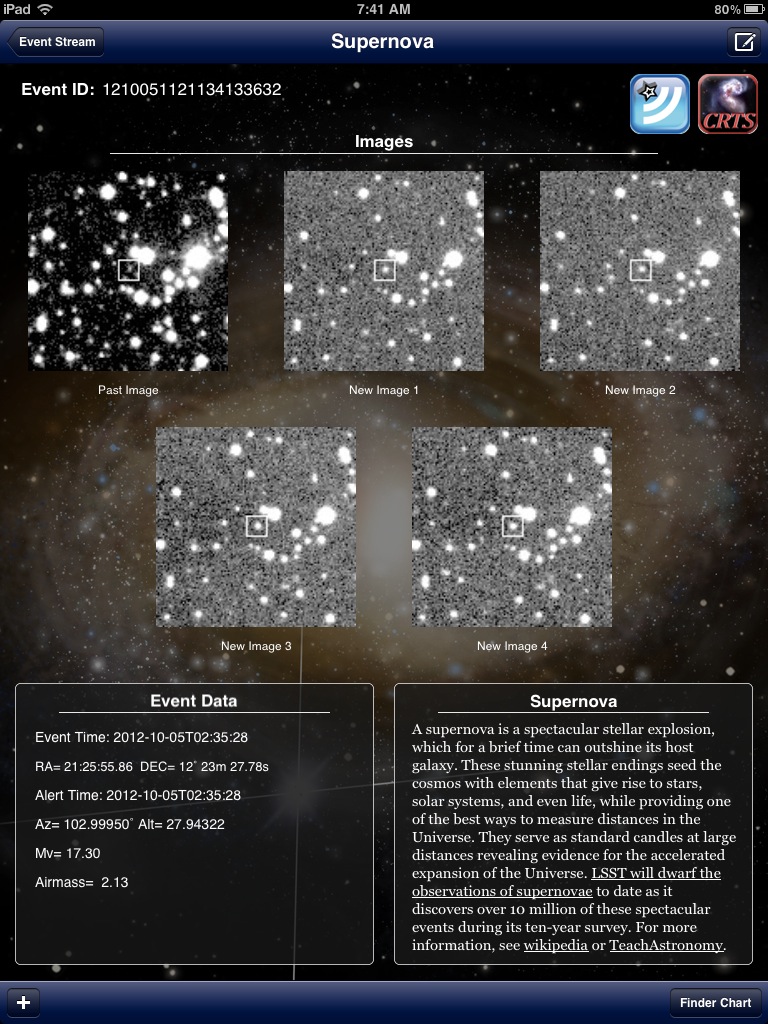 iPad 7:41 AM 80%
Event Stream Supernova
Event ID: 1210051121134133632
CRTS
Images
Past Image New Image 1 New Image 2
New Image 3 New Image 4
Event Data
Event Time: 2012-10-05T02:35:28
RA= 21:25:55.86 DEC= 12° 23m 27.78s
Alert Time: 2012-10-05T02:35:28
Az= 102.99950° Alt= 27.94322
Mv= 17.30
Airmass= 2.13
Supernova
A supernova is a spectacular stellar explosion,
which for a brief time can outshine its host
galaxy. These stunning stellar endings seed the
cosmos with elements that give rise to stars,
solar systems, and even life, while providing one
of the best ways to measure distances in the
Universe. They serve as standard candles at large
distances revealing evidence for the accelerated
expansion of the Universe. LSST will dwarf the
observations of supernovae to date as it
discovers over 10 million of these spectacular
events during its ten-year survey. For more
information, see wikipedia or TeachAstronomy.
+ Finder Chart